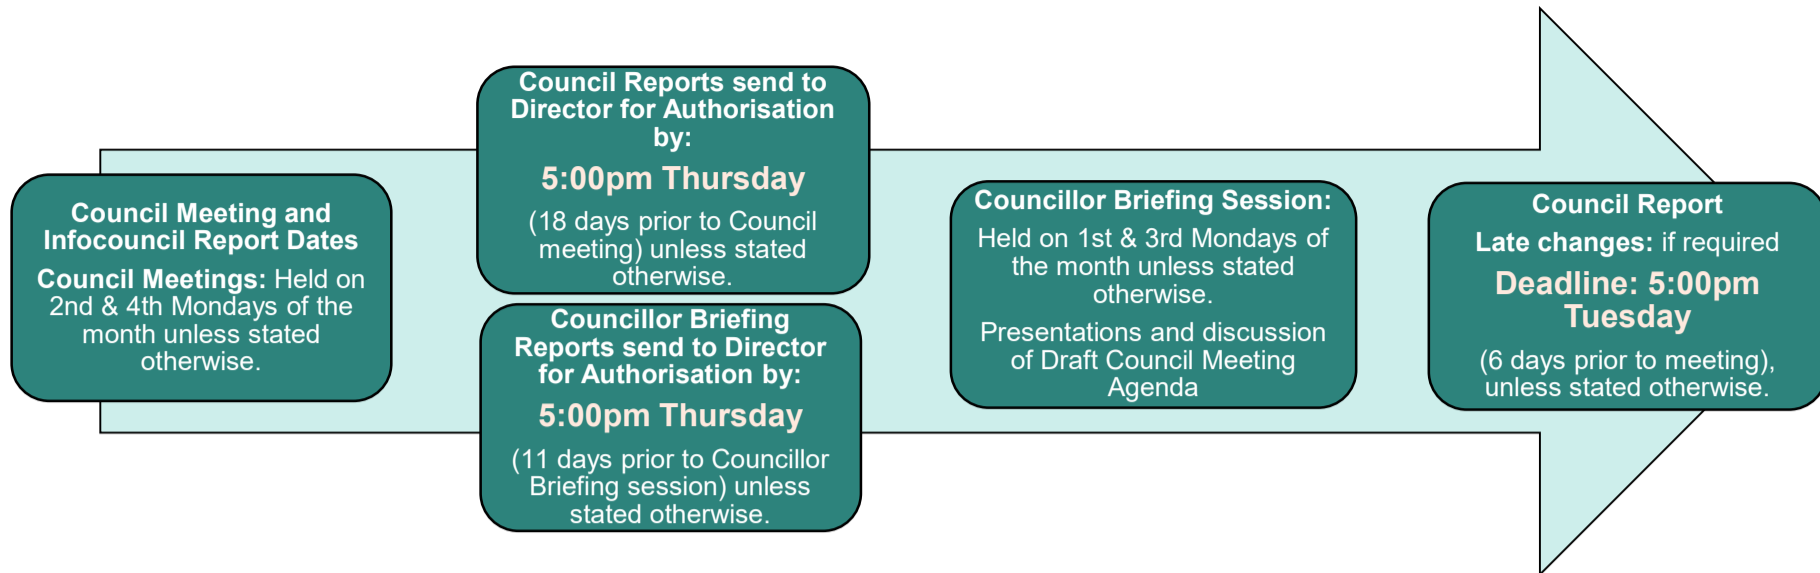 Council Meeting and
Infocouncil Report Dates
Council Meetings: Held on
2nd & 4th Mondays of the
month unless stated
otherwise.
Council Reports send to
Director for Authorisation
by:
5:00pm Thursday
(18 days prior to Council
meeting) unless stated
otherwise.
Councillor Briefing
Reports send to Director
for Authorisation by:
5:00pm Thursday
(11 days prior to Councillor
Briefing session) unless
stated otherwise.
Councillor Briefing Session:
Held on 1st & 3rd Mondays of
the month unless stated
otherwise.
Presentations and discussion
of Draft Council Meeting
Agenda
Council Report
Late changes: if required
Deadline: 5:00pm
Tuesday
(6 days prior to meeting),
unless stated otherwise.